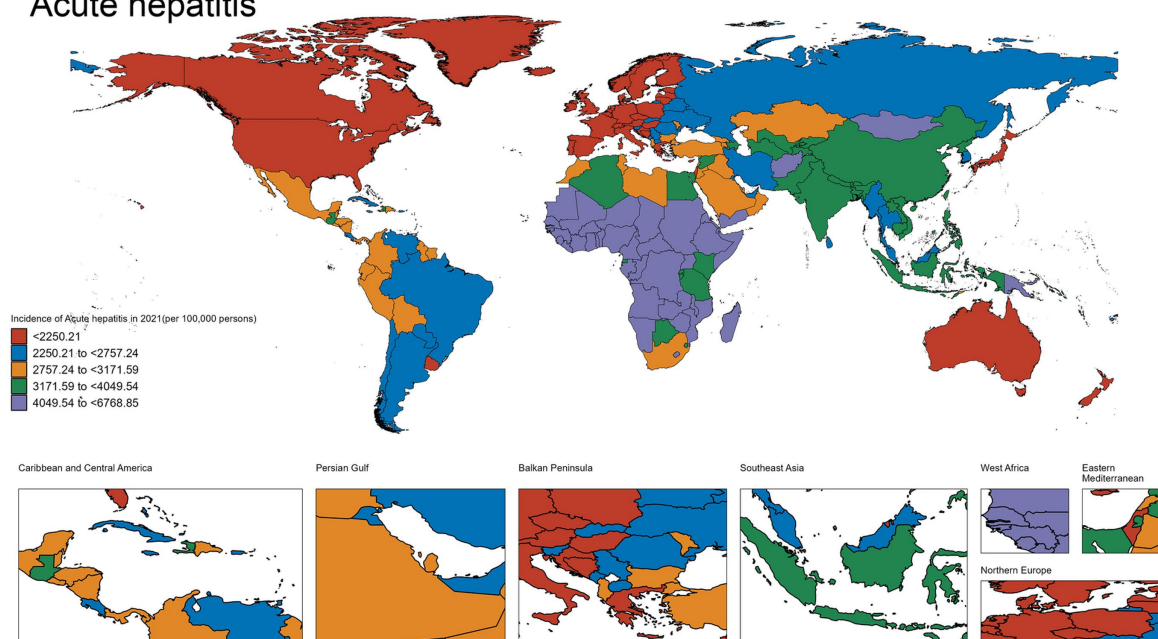 Acute hepatitis
Incidence of Acute hepatitis in 2021(per 100,000 persons)
<2250.21
2250.21 to <2757.24
2757.24 to <3171.59
3171.59 to <4049.54
4049.54 to <6768.85
Caribbean and Central America
Persian Gulf
Balkan Peninsula
Southeast Asia
West Africa
Eastern
Mediterranean
Northern Europe